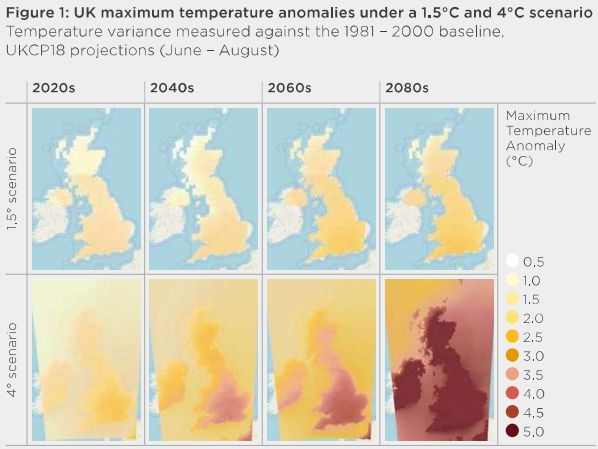 Figure 1: UK maximum temperature anomalies under a 1.5°C and 4°C scenario
Temperature variance measured against the 1981 – 2000 baseline,
UKCP18 projections (June – August)
2020s
2040s
2060s
2080s
1.5° scenario
4° scenario
Maximum
Temperature
Anomaly
(°C)
0.5
1.0
1.5
2.0
2.5
3.0
3.5
4.0
4.5
5.0